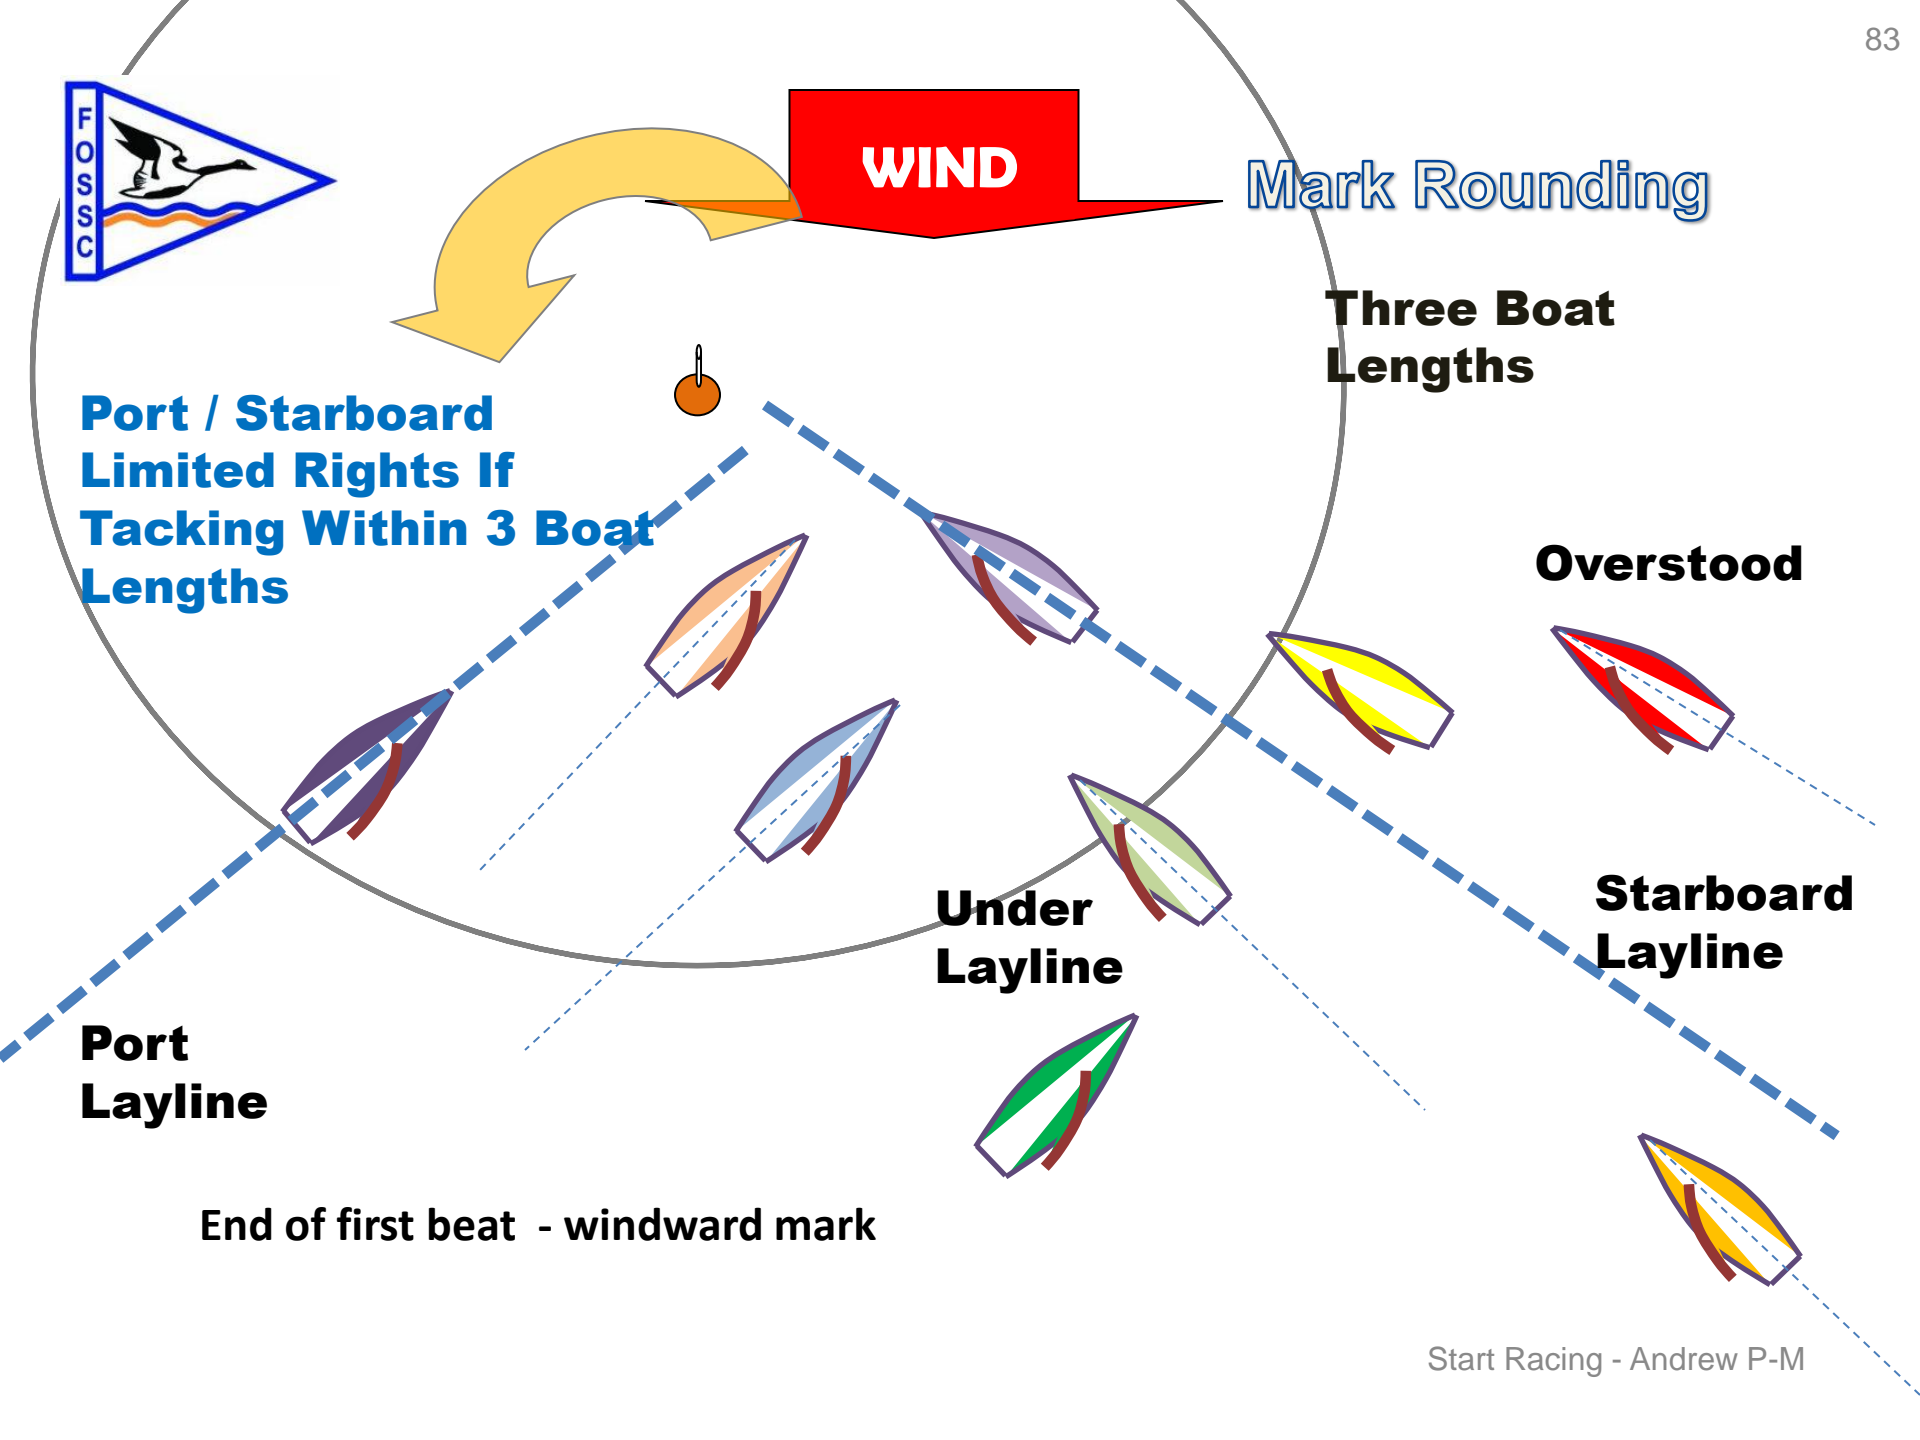 83
FOSSC
WIND
Mark Rounding
Three Boat
Lengths
Port / Starboard
Limited Rights If
Tacking Within 3 Boat
Lengths
Overstood
Under
Layline
Starboard
Layline
Port
Layline
End of first beat - windward mark
Start Racing - Andrew P-M